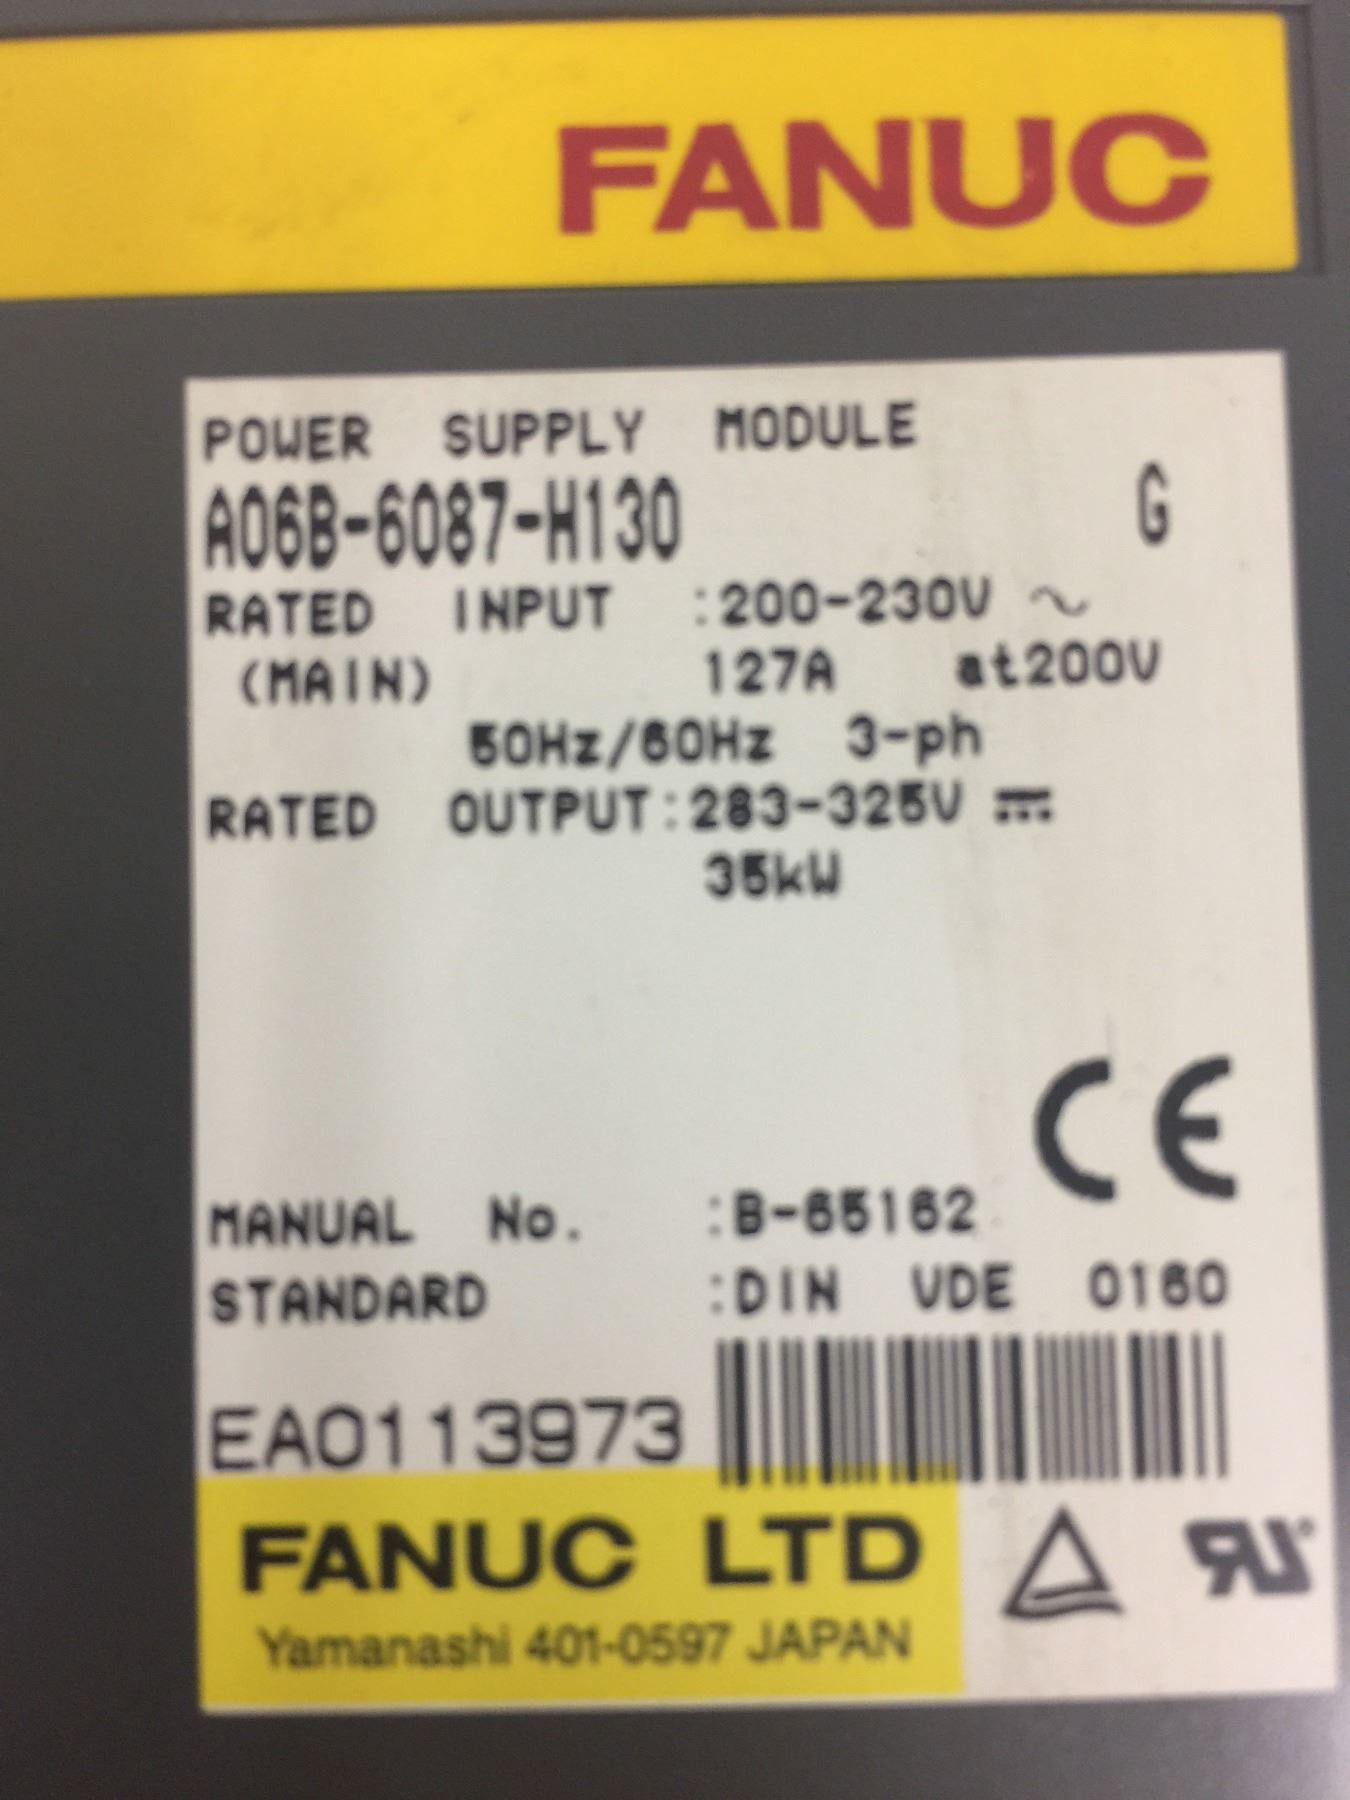 FANUC
POWER SUPPLY MODULE
A06B-6087-H130 G
RATED INPUT :200-230V ~
(MAIN) 127A at200V
50Hz/60Hz 3-ph
RATED OUTPUT:283-325V ⎓
35kW
CE
MANUAL No. :B-65162
STANDARD :DIN VDE 0160
EA0113973
FANUC LTD
Yamanashi 401-0597 JAPAN